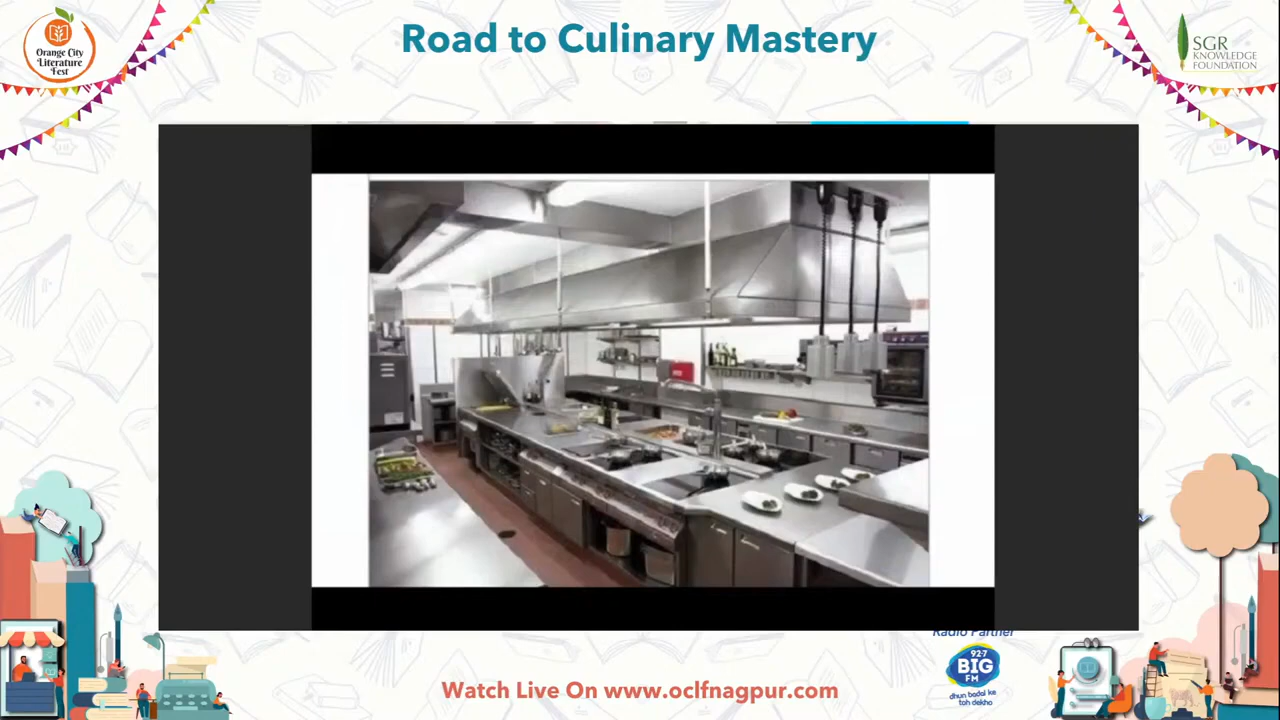 Road to Culinary Mastery
Orange City
Literature
Fest
SGR
KNOWLEDGE
FOUNDATION
Radio Partner
92.7
BIG
FM
dhun badal ke
toh dekho
Watch Live On www.oclfnagpur.com